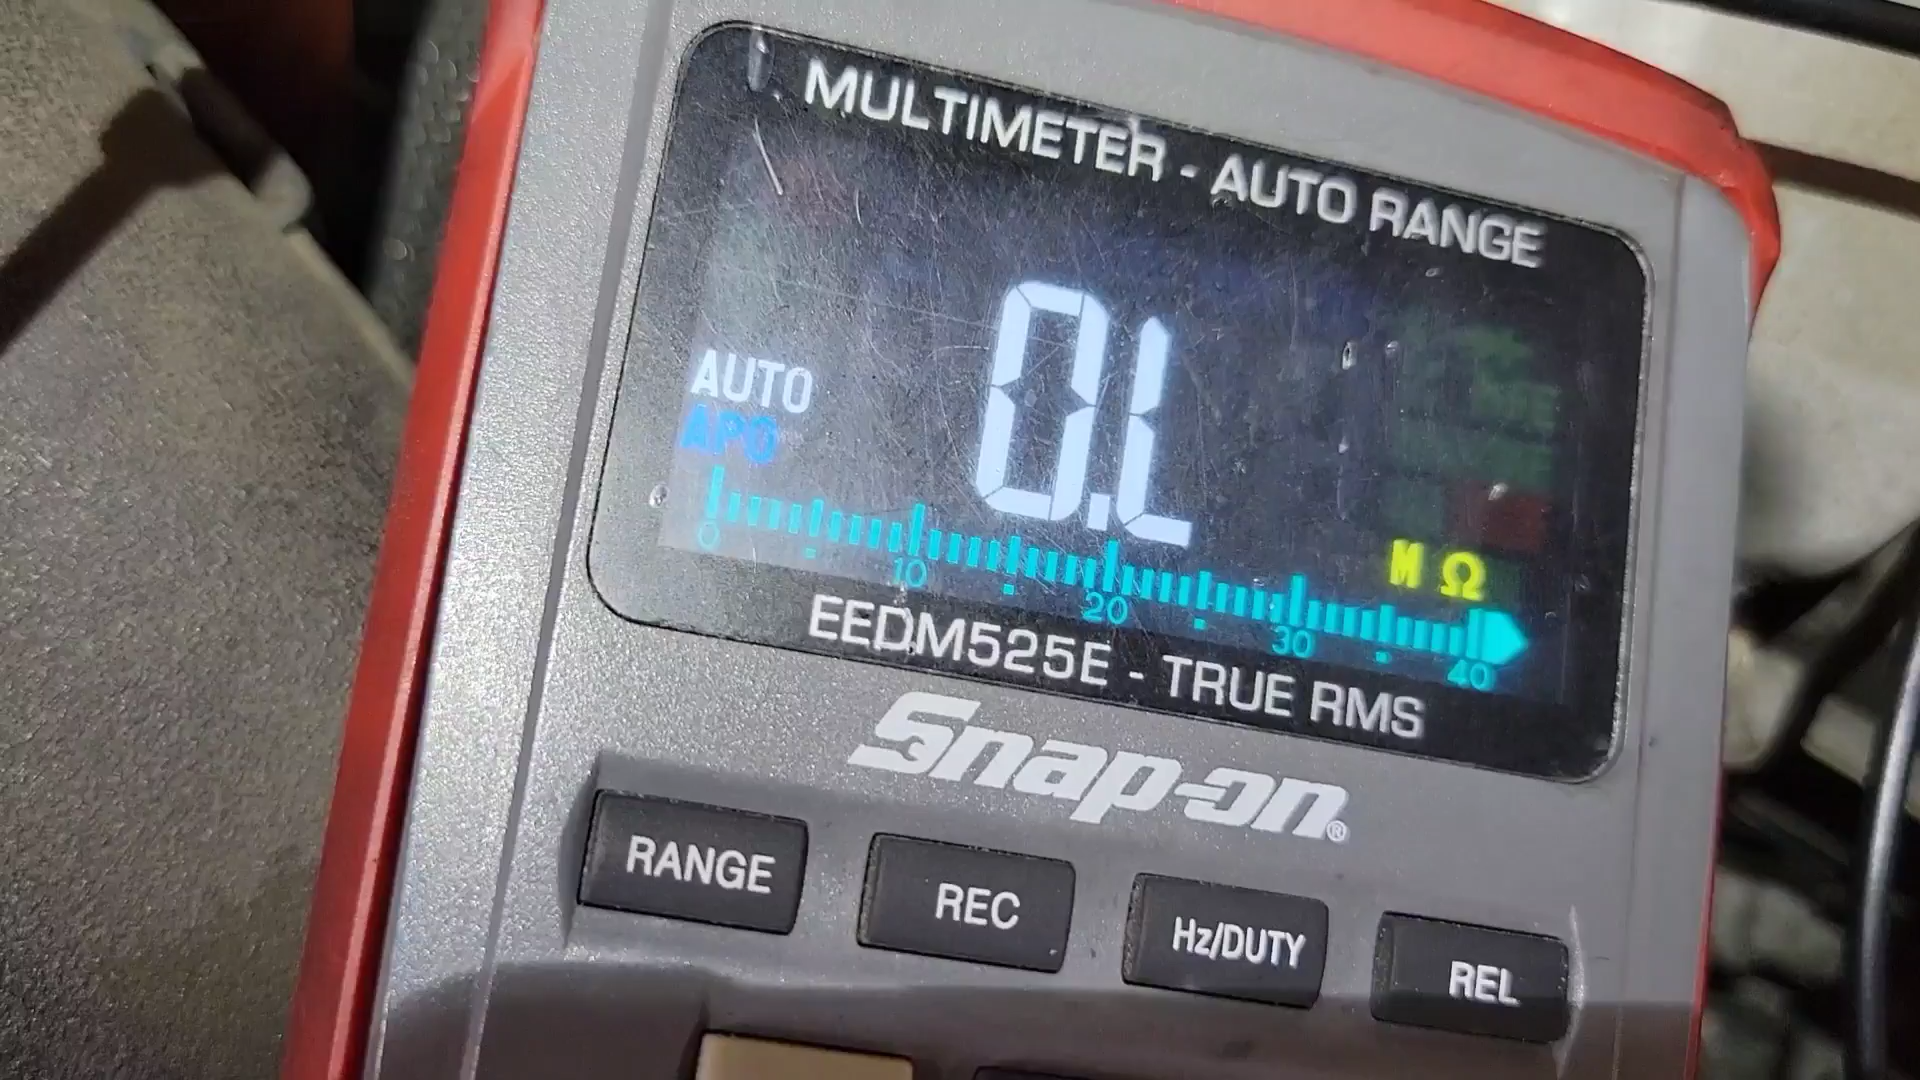 MULTIMETER - AUTO RANGE
0.L
AUTO
APO
MΩ
0 10 20 30 40
EEDM525E - TRUE RMS
Snap-on®
RANGE REC Hz/DUTY REL